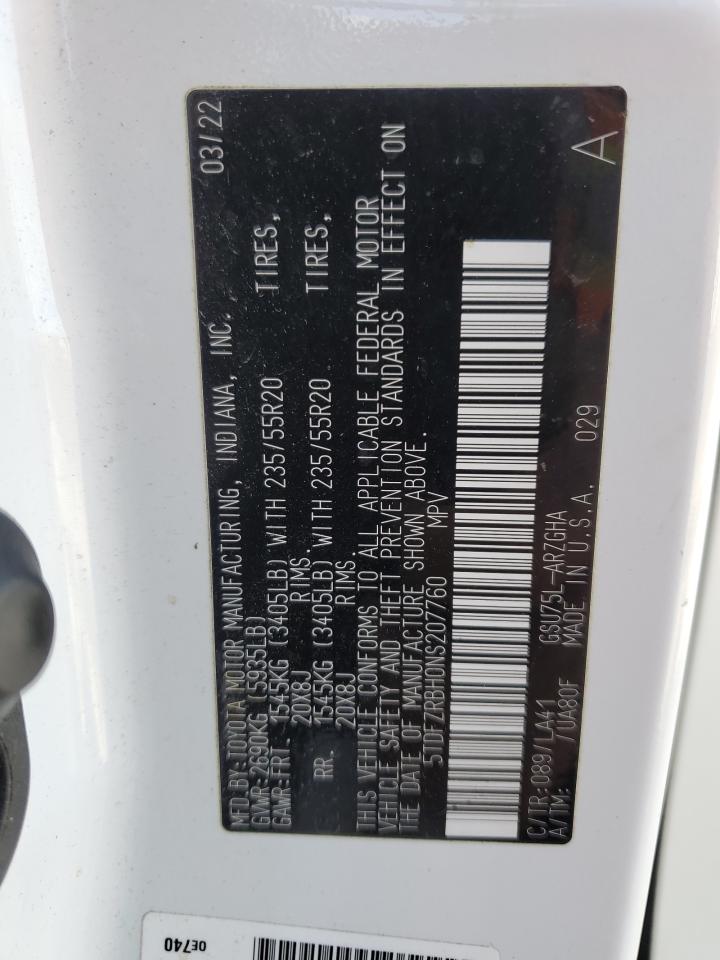 MFD BY:TOYOTA MOTOR MANUFACTURING, INDIANA, INC. 03/22
GVWR:2690KG (5935LB)
GAWR:FRT. 1545KG (3405LB) WITH 235/55R20 TIRES,
20X8J RIMS
RR. 1545KG (3405LB) WITH 235/55R20 TIRES,
20X8J RIMS
THIS VEHICLE CONFORMS TO ALL APPLICABLE FEDERAL MOTOR
VEHICLE SAFETY AND THEFT PREVENTION STANDARDS IN EFFECT ON
THE DATE OF MANUFACTURE SHOWN ABOVE.
5TDFZRBH0NS207760 MPV
C/TR:089/LA41 GSU75L-ARZGHA
A/TM: /UA80F MADE IN U.S.A. 029 A
0E740